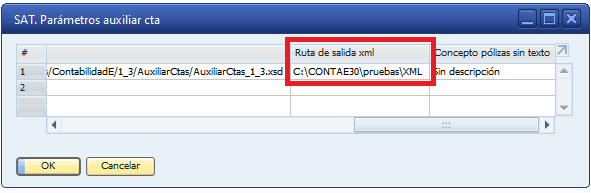 SAT. Parámetros auxiliar cta
# Ruta de salida xml Concepto pólizas sin texto
1 /ContabilidadE/1_3/AuxiliarCtas/AuxiliarCtas_1_3.xsd C:\CONTAE30\pruebas\XML Sin descripción
2
OK Cancelar